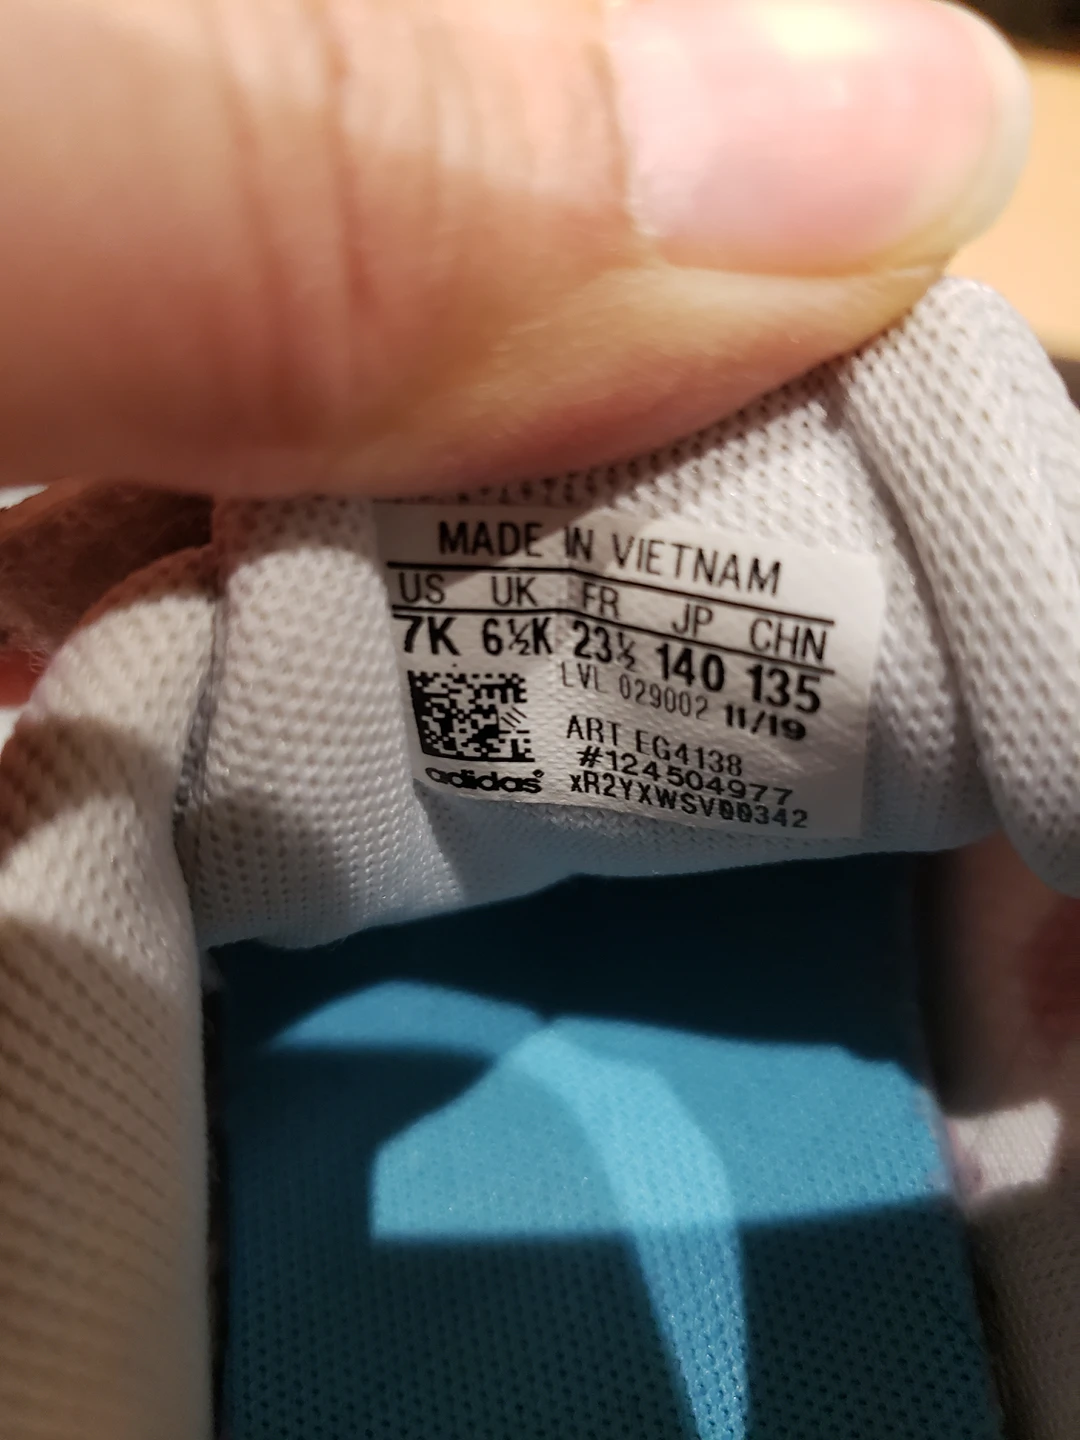 MADE IN VIETNAM
US UK FR JP CHN
7K 6½K 23½ 140 135
LVL 029002 11/19
ART EG4138
#124504977
xR2YXWSV00342
adidas